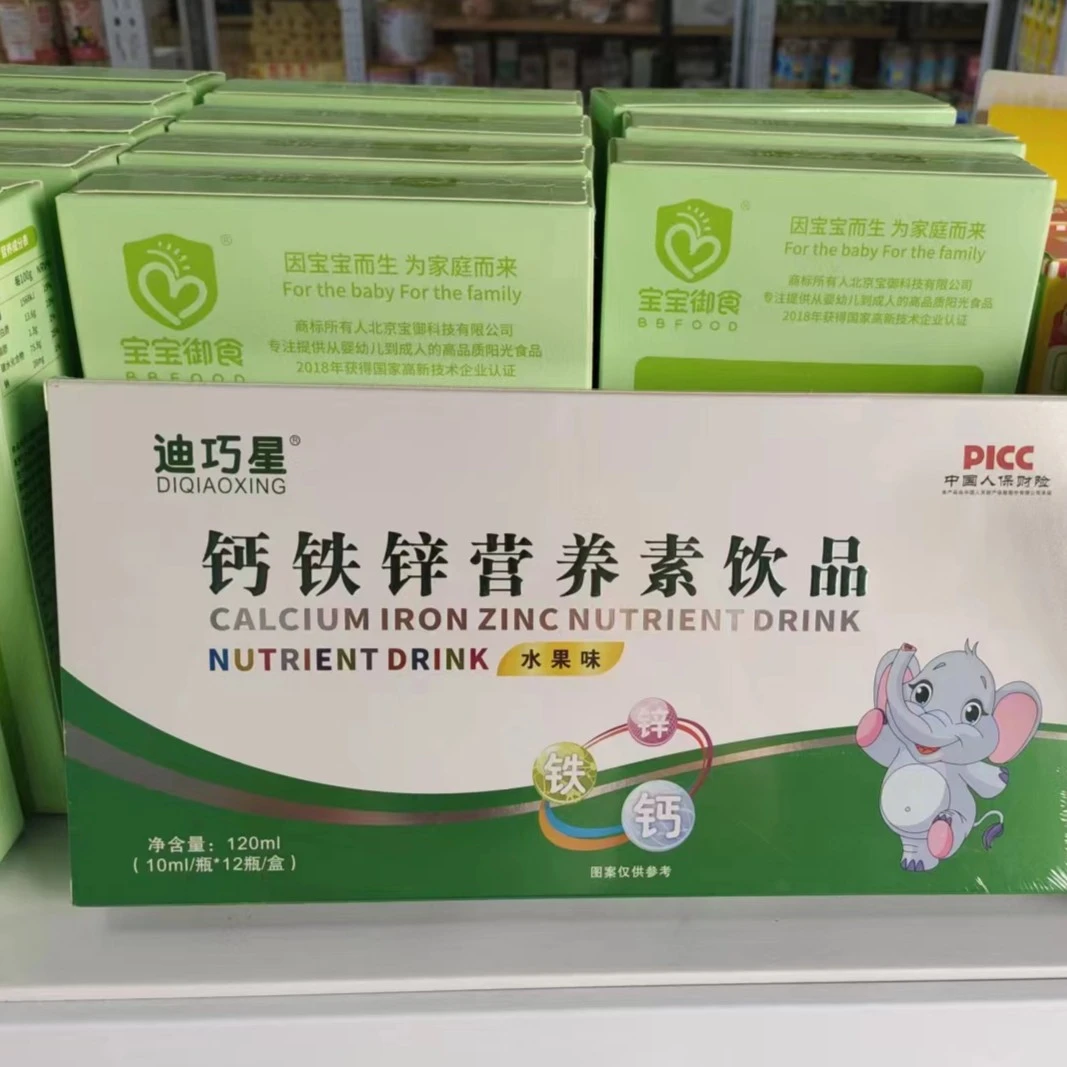 因宝宝而生 为家庭而来
For the baby For the family
商标所有人北京宝御科技有限公司
专注提供从婴幼儿到成人的高品质阳光食品
2018年获得国家高新技术企业认证
宝宝御食
BBFOOD
®
因宝宝而生 为家庭而来
For the baby For the family
商标所有人北京宝御科技有限公司
专注提供从婴幼儿到成人的高品质阳光食品
2018年获得国家高新技术企业认证
宝宝御食
BBFOOD
®
迪巧星®
DIQIAOXING
PICC
中国人保财险
钙铁锌营养素饮品
CALCIUM IRON ZINC NUTRIENT DRINK
NUTRIENT DRINK 水果味
锌
铁
钙
净含量：120ml
（10ml/瓶*12瓶/盒）
图案仅供参考